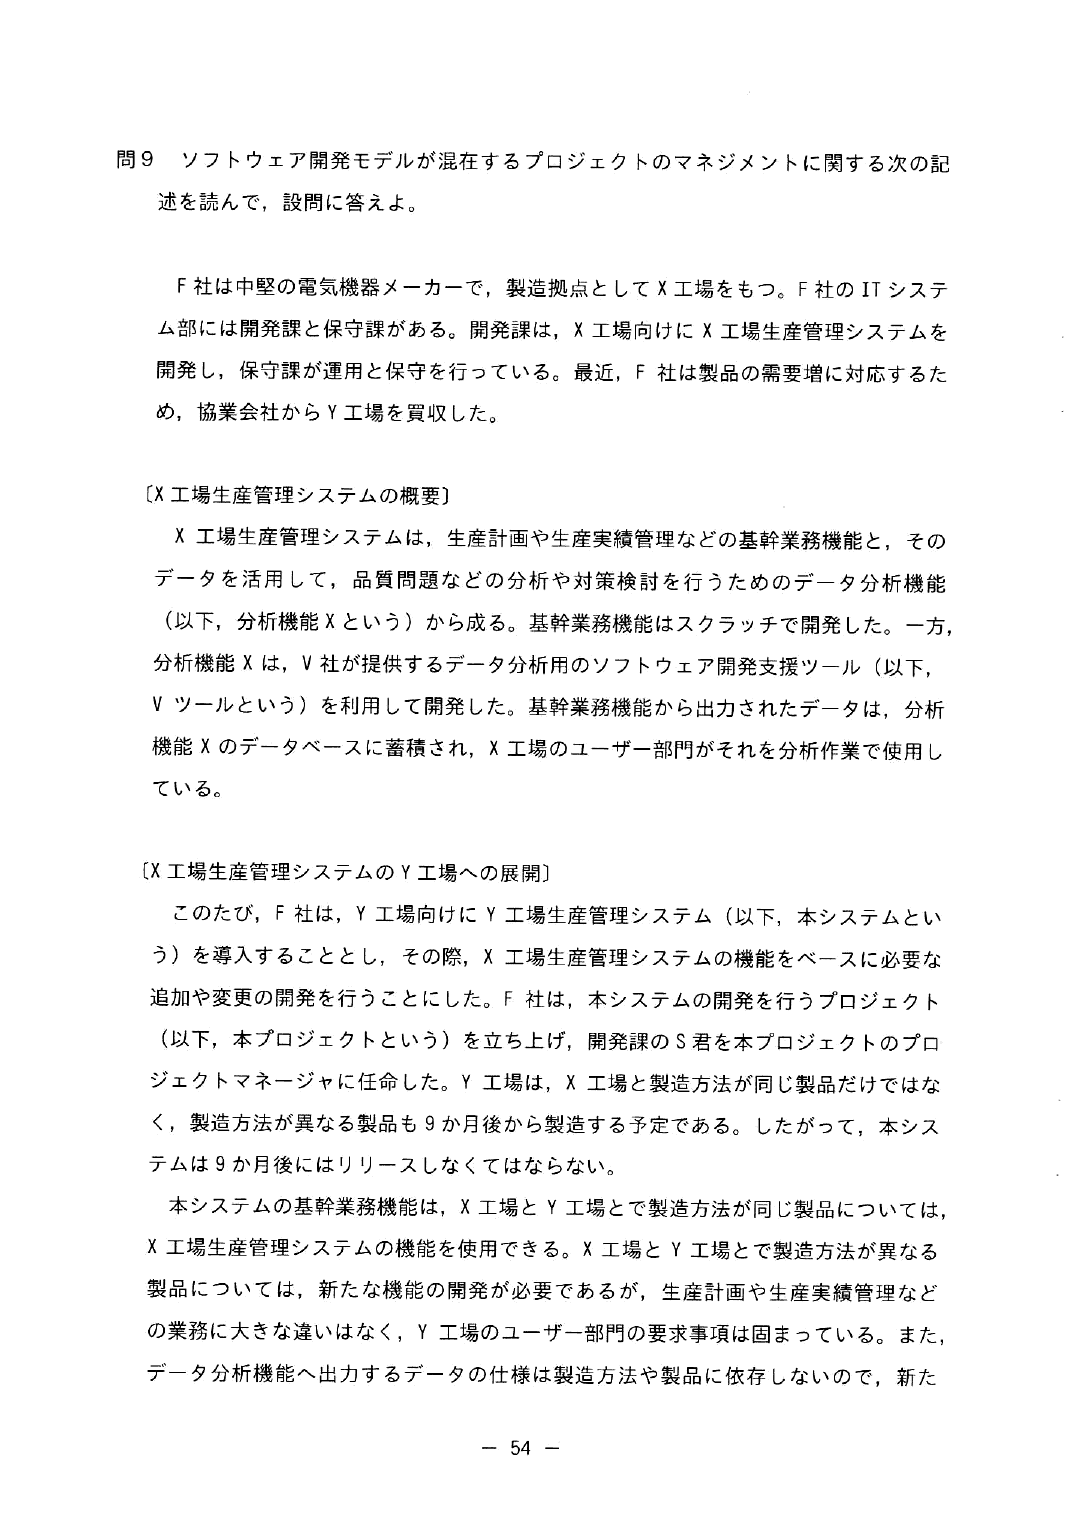 問9 ソフトウェア開発モデルが混在するプロジェクトのマネジメントに関する次の記
述を読んで，設問に答えよ。
F 社は中堅の電気機器メーカーで，製造拠点として X 工場をもつ。F 社の IT システ
ム部には開発課と保守課がある。開発課は，X 工場向けに X 工場生産管理システムを
開発し，保守課が運用と保守を行っている。最近，F 社は製品の需要増に対応するた
め，協業会社から Y 工場を買収した。
〔X 工場生産管理システムの概要〕
X 工場生産管理システムは，生産計画や生産実績管理などの基幹業務機能と，その
データを活用して，品質問題などの分析や対策検討を行うためのデータ分析機能
（以下，分析機能 X という）から成る。基幹業務機能はスクラッチで開発した。一方，
分析機能 X は，V 社が提供するデータ分析用のソフトウェア開発支援ツール（以下，
V ツールという）を利用して開発した。基幹業務機能から出力されたデータは，分析
機能 X のデータベースに蓄積され，X 工場のユーザー部門がそれを分析作業で使用し
ている。
〔X 工場生産管理システムの Y 工場への展開〕
このたび，F 社は，Y 工場向けに Y 工場生産管理システム（以下，本システムとい
う）を導入することとし，その際，X 工場生産管理システムの機能をベースに必要な
追加や変更の開発を行うことにした。F 社は，本システムの開発を行うプロジェクト
（以下，本プロジェクトという）を立ち上げ，開発課の S 君を本プロジェクトのプロ
ジェクトマネージャに任命した。Y 工場は，X 工場と製造方法が同じ製品だけではな
く，製造方法が異なる製品も 9 か月後から製造する予定である。したがって，本シス
テムは 9 か月後にはリリースしなくてはならない。
本システムの基幹業務機能は，X 工場と Y 工場とで製造方法が同じ製品については，
X 工場生産管理システムの機能を使用できる。X 工場と Y 工場とで製造方法が異なる
製品については，新たな機能の開発が必要であるが，生産計画や生産実績管理など
の業務に大きな違いはなく，Y 工場のユーザー部門の要求事項は固まっている。また，
データ分析機能へ出力するデータの仕様は製造方法や製品に依存しないので，新た
— 54 —